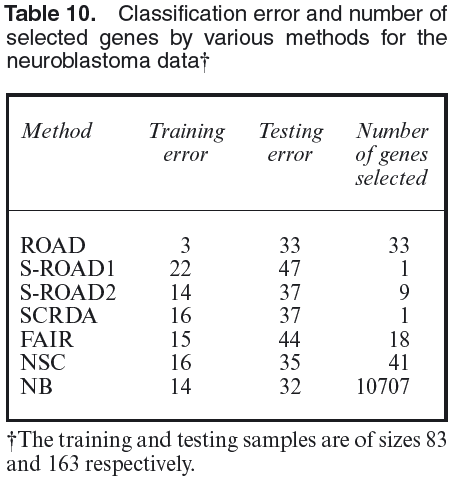 Table 10. Classification error and number of
selected genes by various methods for the
neuroblastoma data†
Method Training Testing Number
error error of genes
selected
ROAD 3 33 33
S-ROAD1 22 47 1
S-ROAD2 14 37 9
SCRDA 16 37 1
FAIR 15 44 18
NSC 16 35 41
NB 14 32 10707
†The training and testing samples are of sizes 83
and 163 respectively.